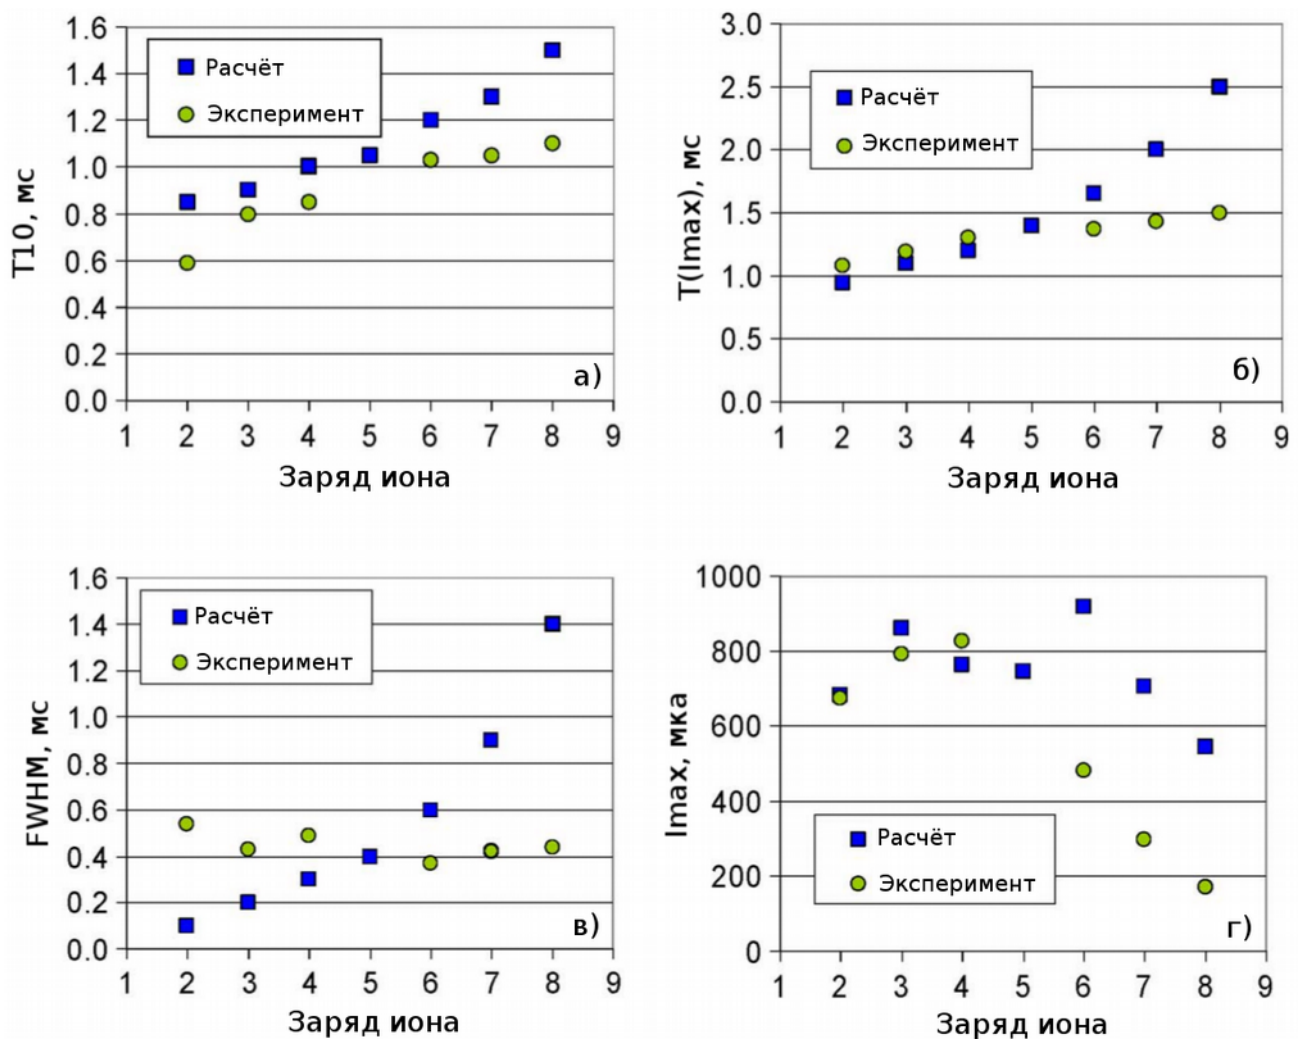 1.6
1.4
1.2
1.0
0.8
0.6
0.4
0.2
0.0
T10, мс
Расчёт
Эксперимент
а)
1 2 3 4 5 6 7 8 9
Заряд иона
3.0
2.5
2.0
1.5
1.0
0.5
0.0
T(Imax), мс
Расчёт
Эксперимент
б)
1 2 3 4 5 6 7 8 9
Заряд иона
1.6
1.4
1.2
1.0
0.8
0.6
0.4
0.2
0.0
FWHM, мс
Расчёт
Эксперимент
в)
1 2 3 4 5 6 7 8 9
Заряд иона
1000
800
600
400
200
0
Imax, мка
Расчёт
Эксперимент
г)
1 2 3 4 5 6 7 8 9
Заряд иона